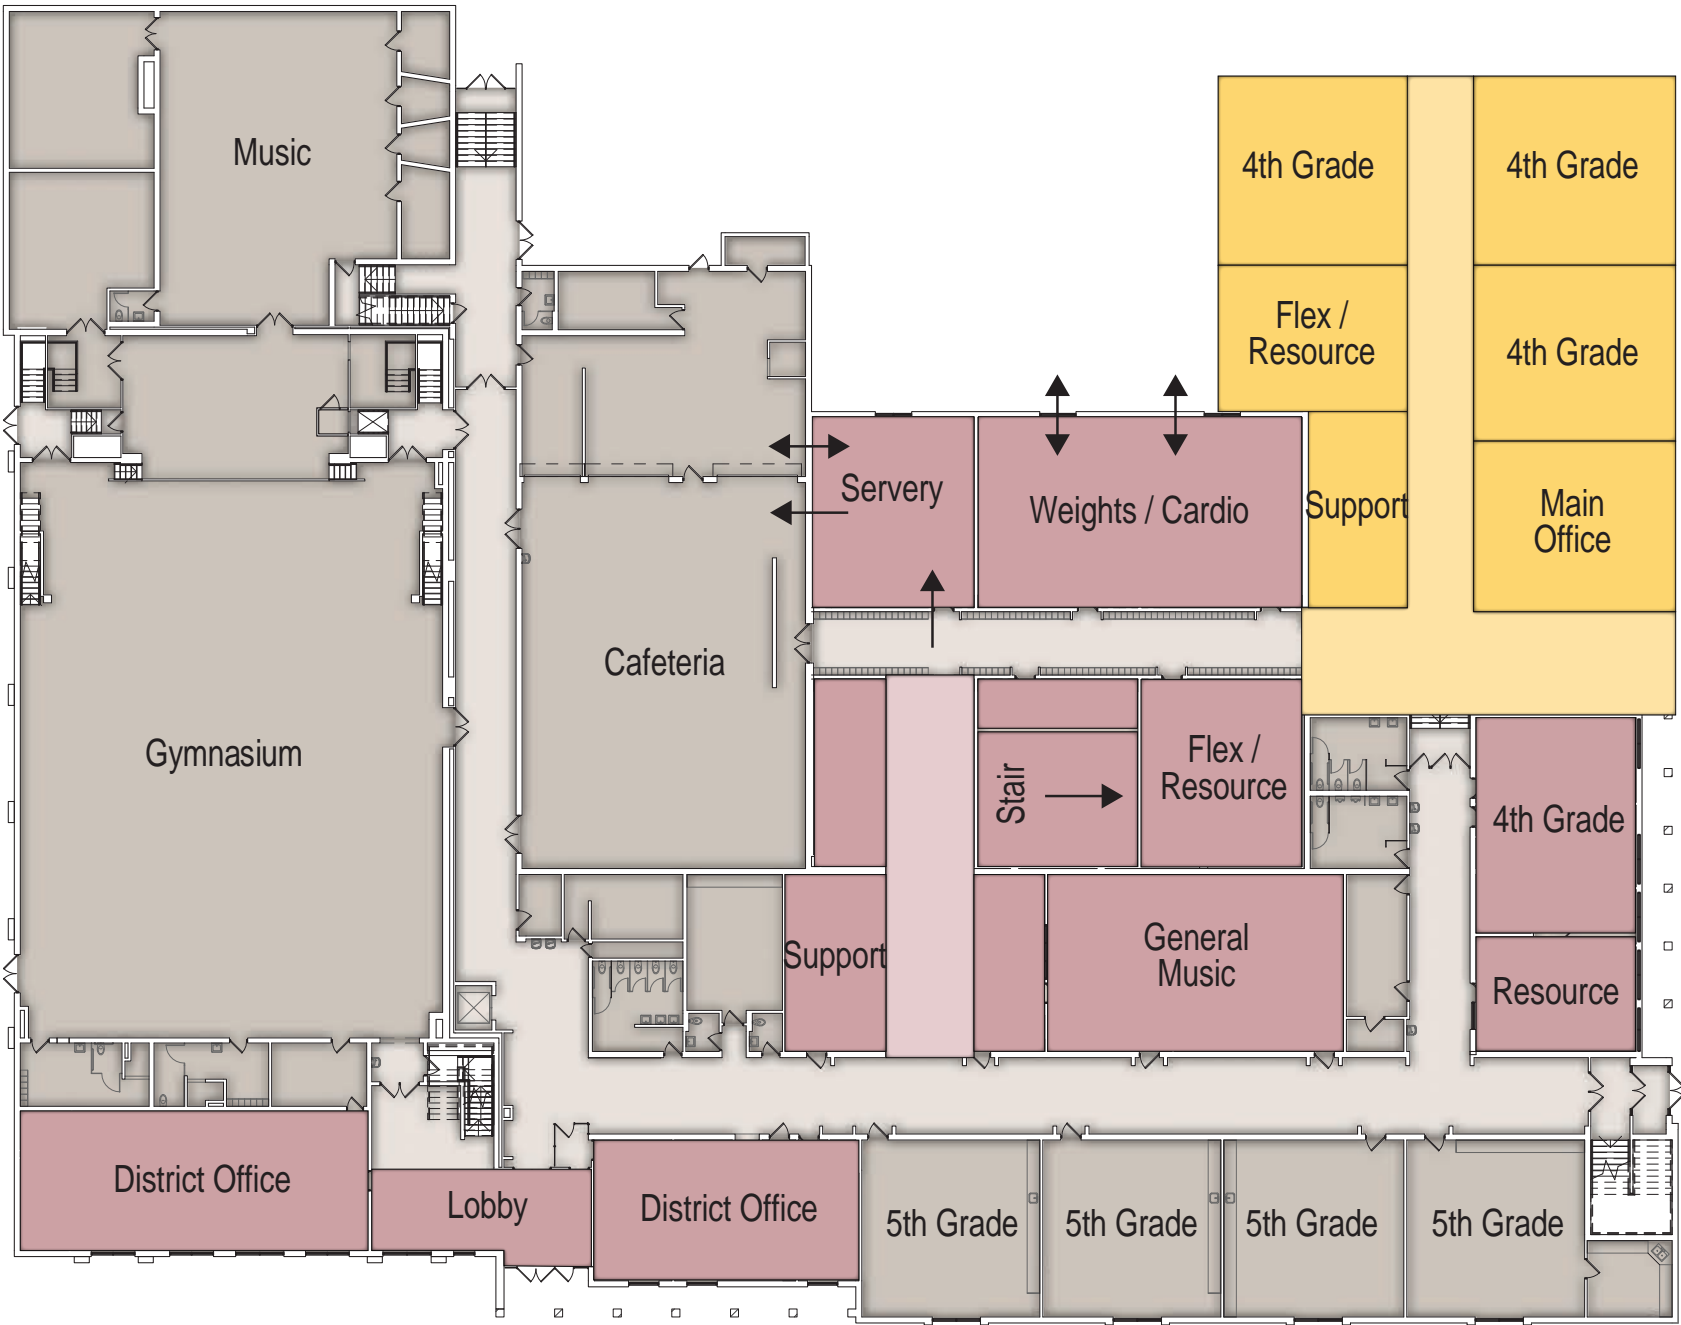 Music
4th Grade
4th Grade
Flex /
Resource
4th Grade
Servery
Weights / Cardio
Support
Main
Office
Cafeteria
Gymnasium
Stair
Flex /
Resource
4th Grade
Support
General
Music
Resource
District Office
Lobby
District Office
5th Grade
5th Grade
5th Grade
5th Grade